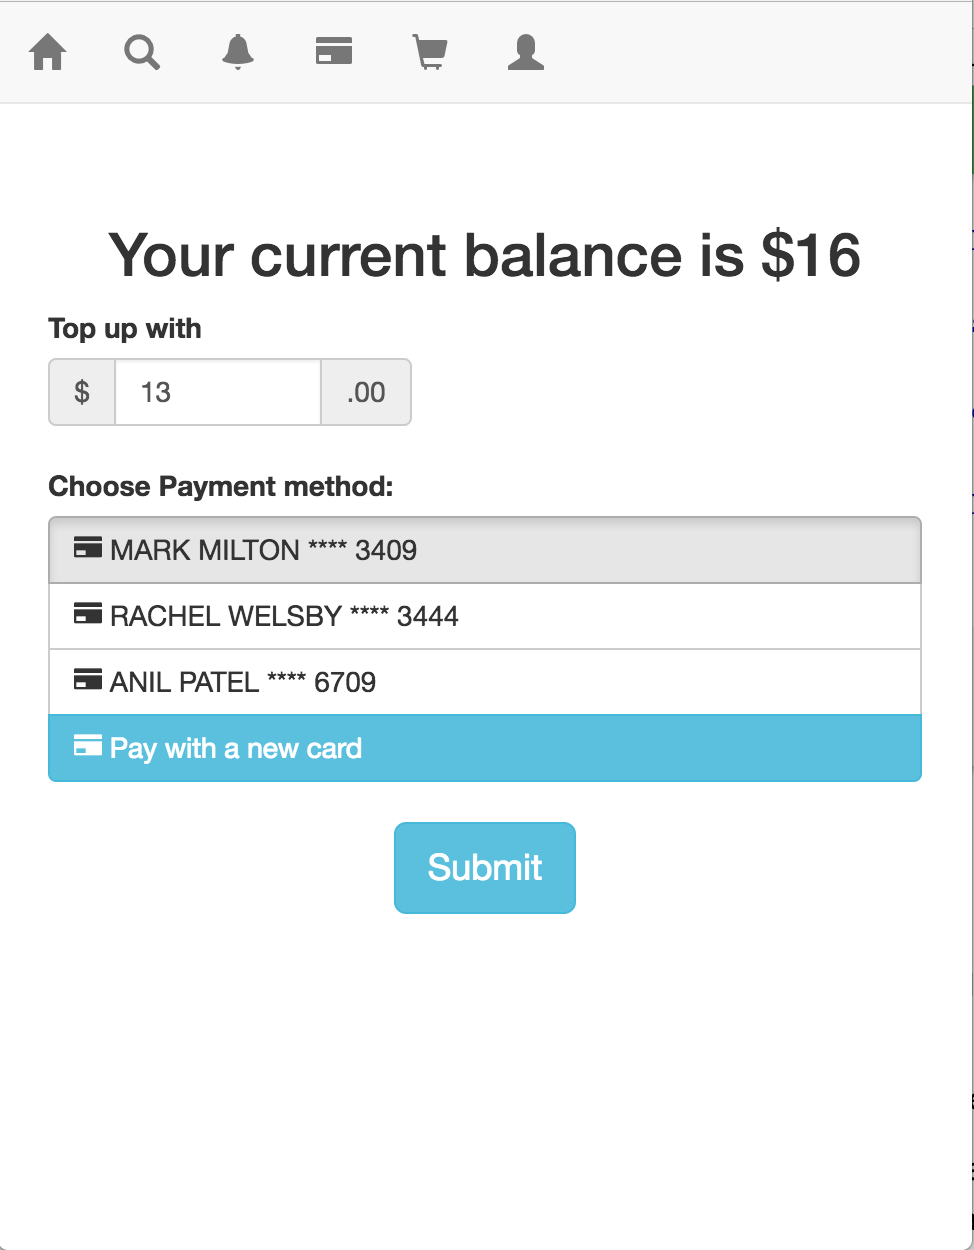 Your current balance is $16
Top up with
$ 13 .00
Choose Payment method:
MARK MILTON **** 3409
RACHEL WELSBY **** 3444
ANIL PATEL **** 6709
Pay with a new card
Submit